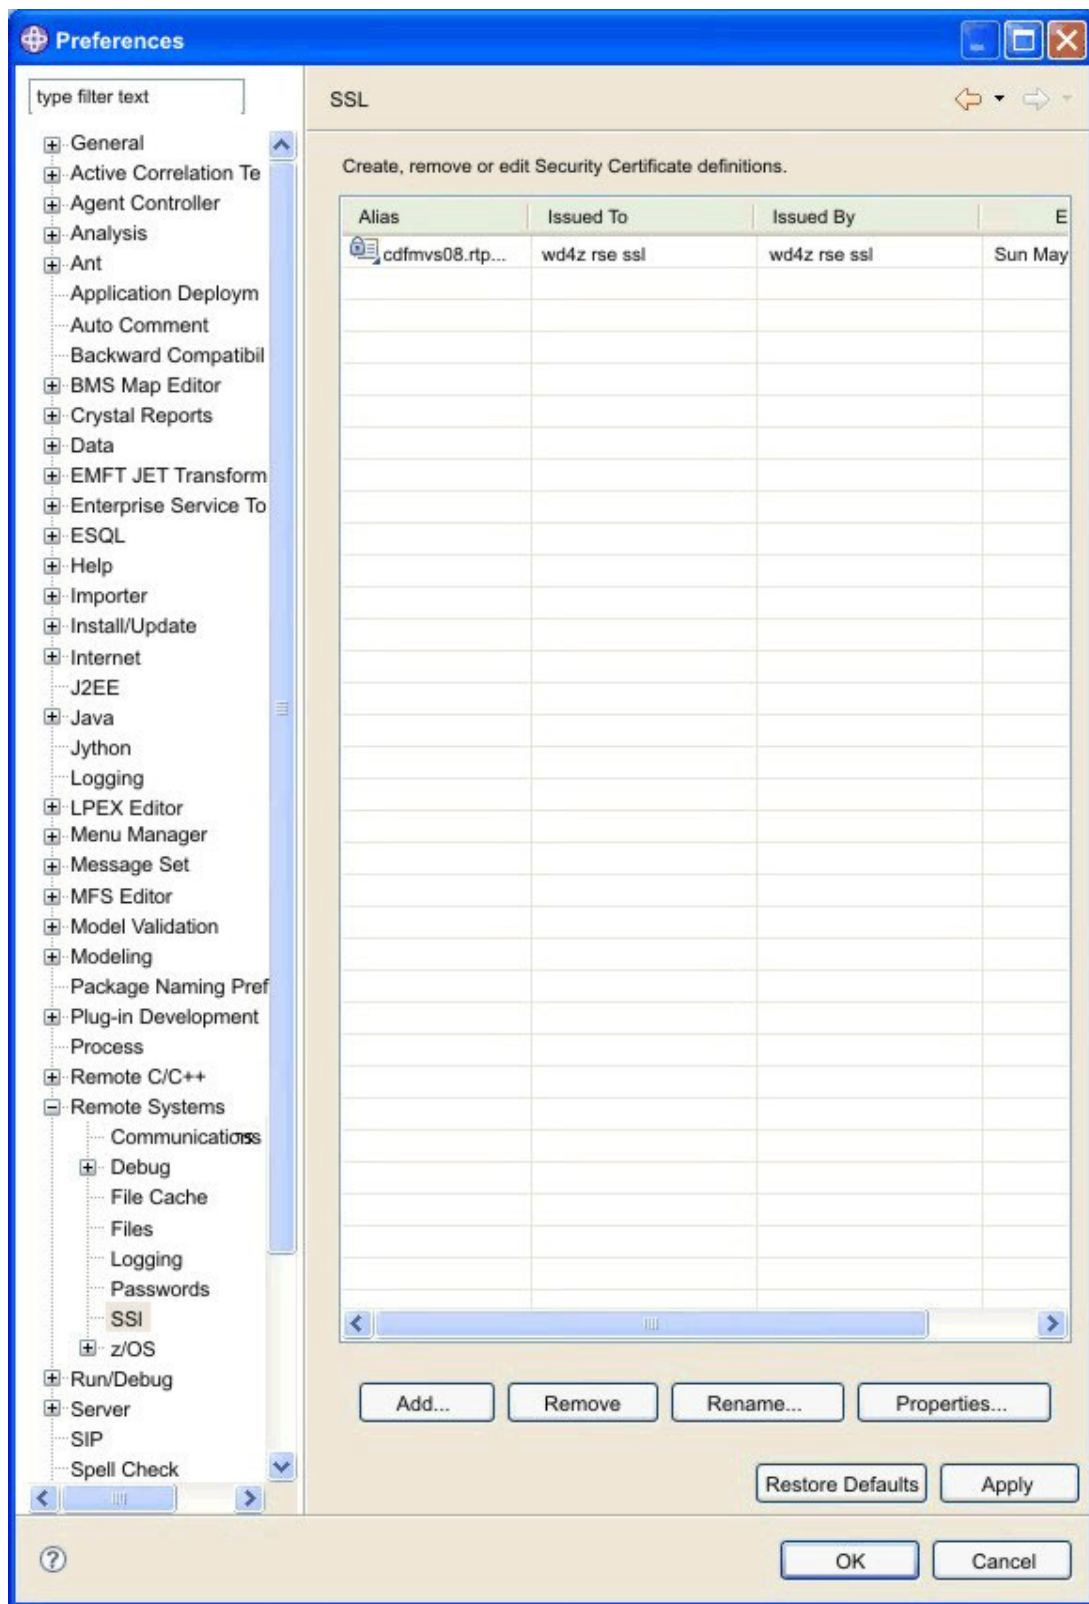 Preferences
type filter text
SSL
General
Active Correlation Te
Agent Controller
Analysis
Ant
Application Deploym
Auto Comment
Backward Compatibil
BMS Map Editor
Crystal Reports
Data
EMFT JET Transform
Enterprise Service To
ESQL
Help
Importer
Install/Update
Internet
J2EE
Java
Jython
Logging
LPEX Editor
Menu Manager
Message Set
MFS Editor
Model Validation
Modeling
Package Naming Pref
Plug-in Development
Process
Remote C/C++
Remote Systems
Communications
Debug
File Cache
Files
Logging
Passwords
SSl
z/OS
Run/Debug
Server
SIP
Spell Check
Create, remove or edit Security Certificate definitions.
Alias Issued To Issued By E
cdfmvs08.rtp... wd4z rse ssl wd4z rse ssl Sun May
Add... Remove Rename... Properties...
Restore Defaults Apply
? OK Cancel